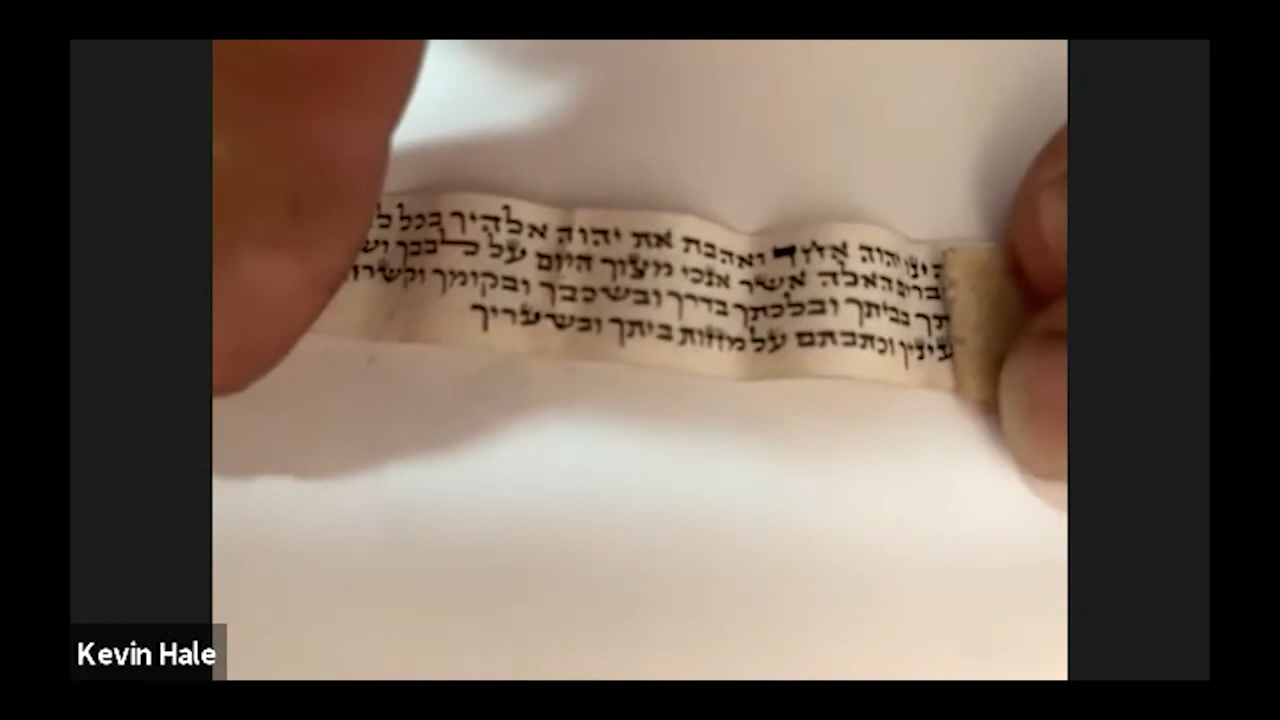 יהוה אחד ואהבת את יהוה אלהיך בכל
האלה אשר אנכי מצוך היום על לבבך
בביתך ובלכתך בדרך ובשכבך ובקומך
וכתבתם על מזזות ביתך ובשעריך
Kevin Hale